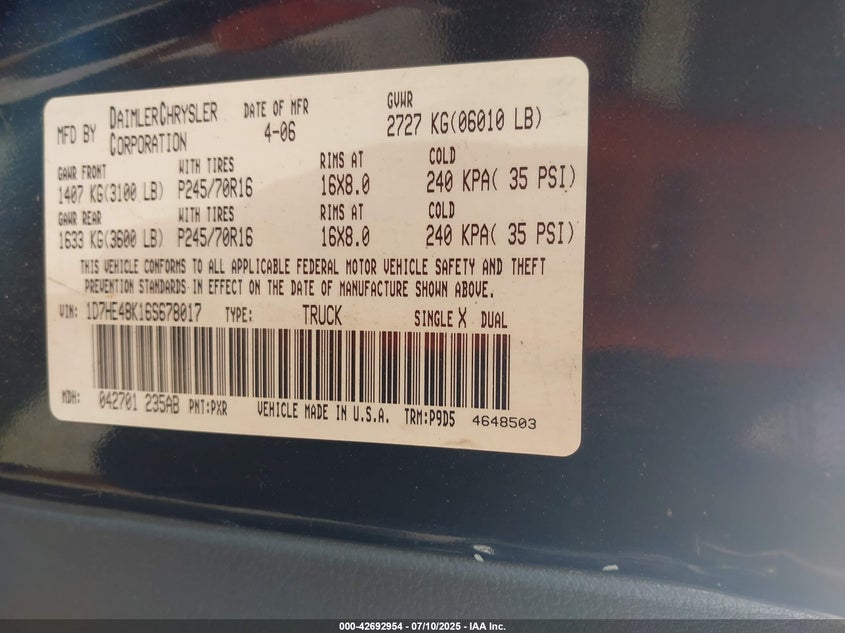 MFD BY DAIMLERCHRYSLER CORPORATION DATE OF MFR 4-06 GVWR 2727 KG(06010 LB)
GAWR FRONT WITH TIRES RIMS AT COLD
1407 KG(3100 LB) P245/70R16 16X8.0 240 KPA( 35 PSI)
GAWR REAR WITH TIRES RIMS AT COLD
1633 KG(3600 LB) P245/70R16 16X8.0 240 KPA( 35 PSI)
THIS VEHICLE CONFORMS TO ALL APPLICABLE FEDERAL MOTOR VEHICLE SAFETY AND THEFT
PREVENTION STANDARDS IN EFFECT ON THE DATE OF MANUFACTURE SHOWN ABOVE.
VIN: 1D7HE48K16S678017 TYPE: TRUCK SINGLE X DUAL
MDH: 042701 235AB PNT:PXR VEHICLE MADE IN U.S.A. TRM:P9D5 4648503
000-42692954 - 07/10/2025 - IAA Inc.